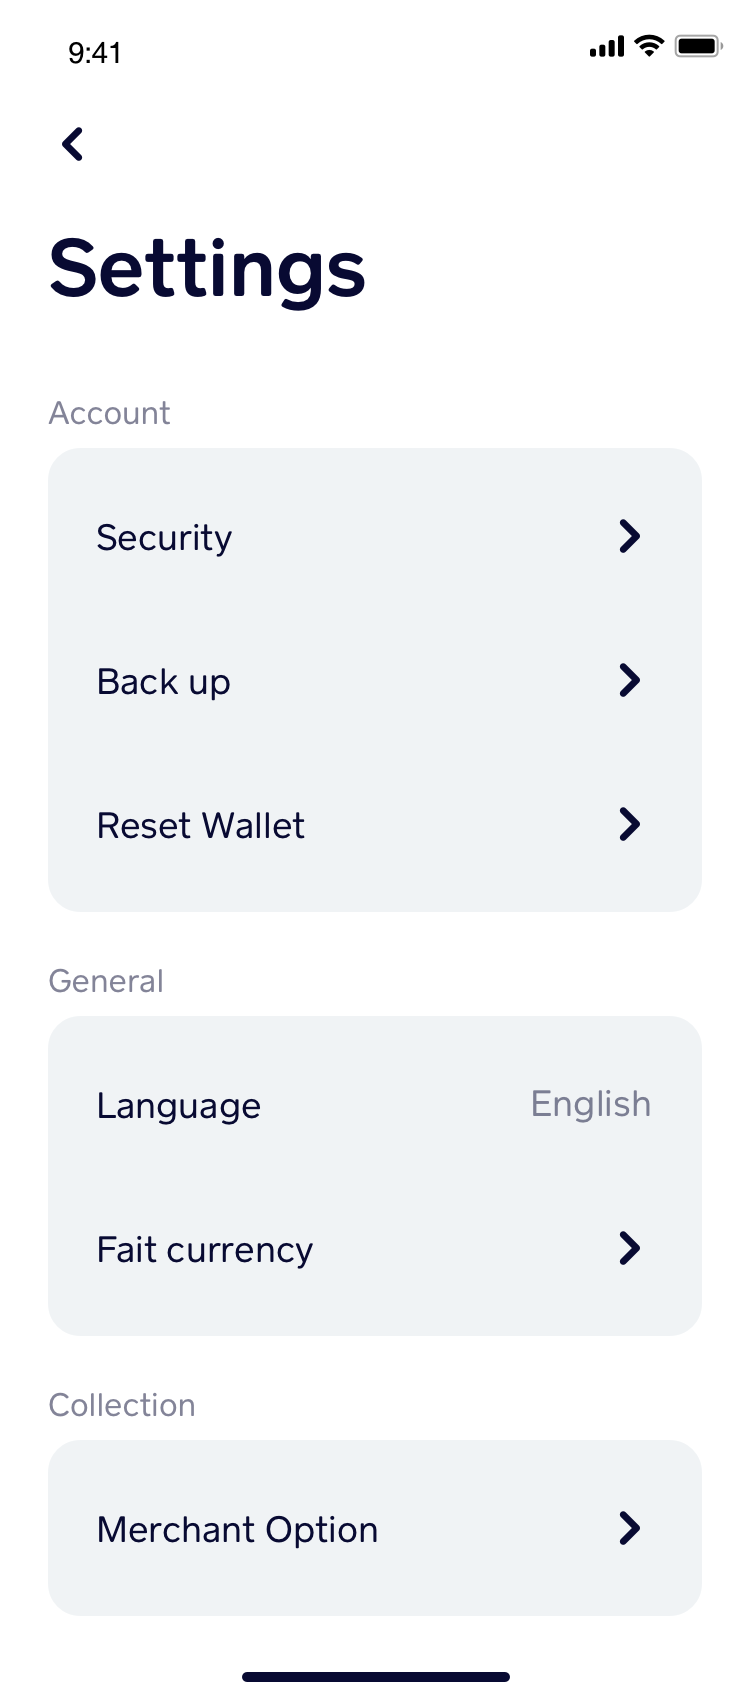 9:41
Settings
Account
Security
Back up
Reset Wallet
General
Language English
Fait currency
Collection
Merchant Option